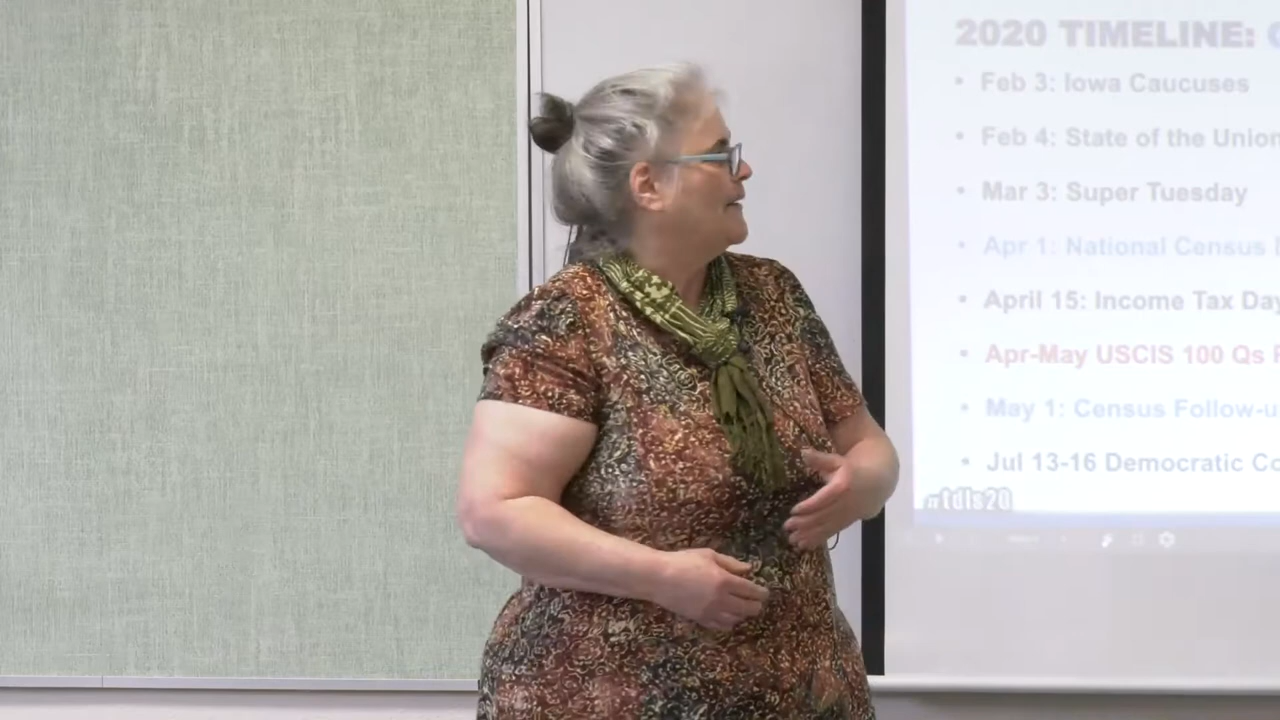 2020 TIMELINE:
• Feb 3: Iowa Caucuses
• Feb 4: State of the Union
• Mar 3: Super Tuesday
• Apr 1: National Census
• April 15: Income Tax Day
• Apr-May USCIS 100 Qs
• May 1: Census Follow-u
• Jul 13-16 Democratic Co
#tdls20